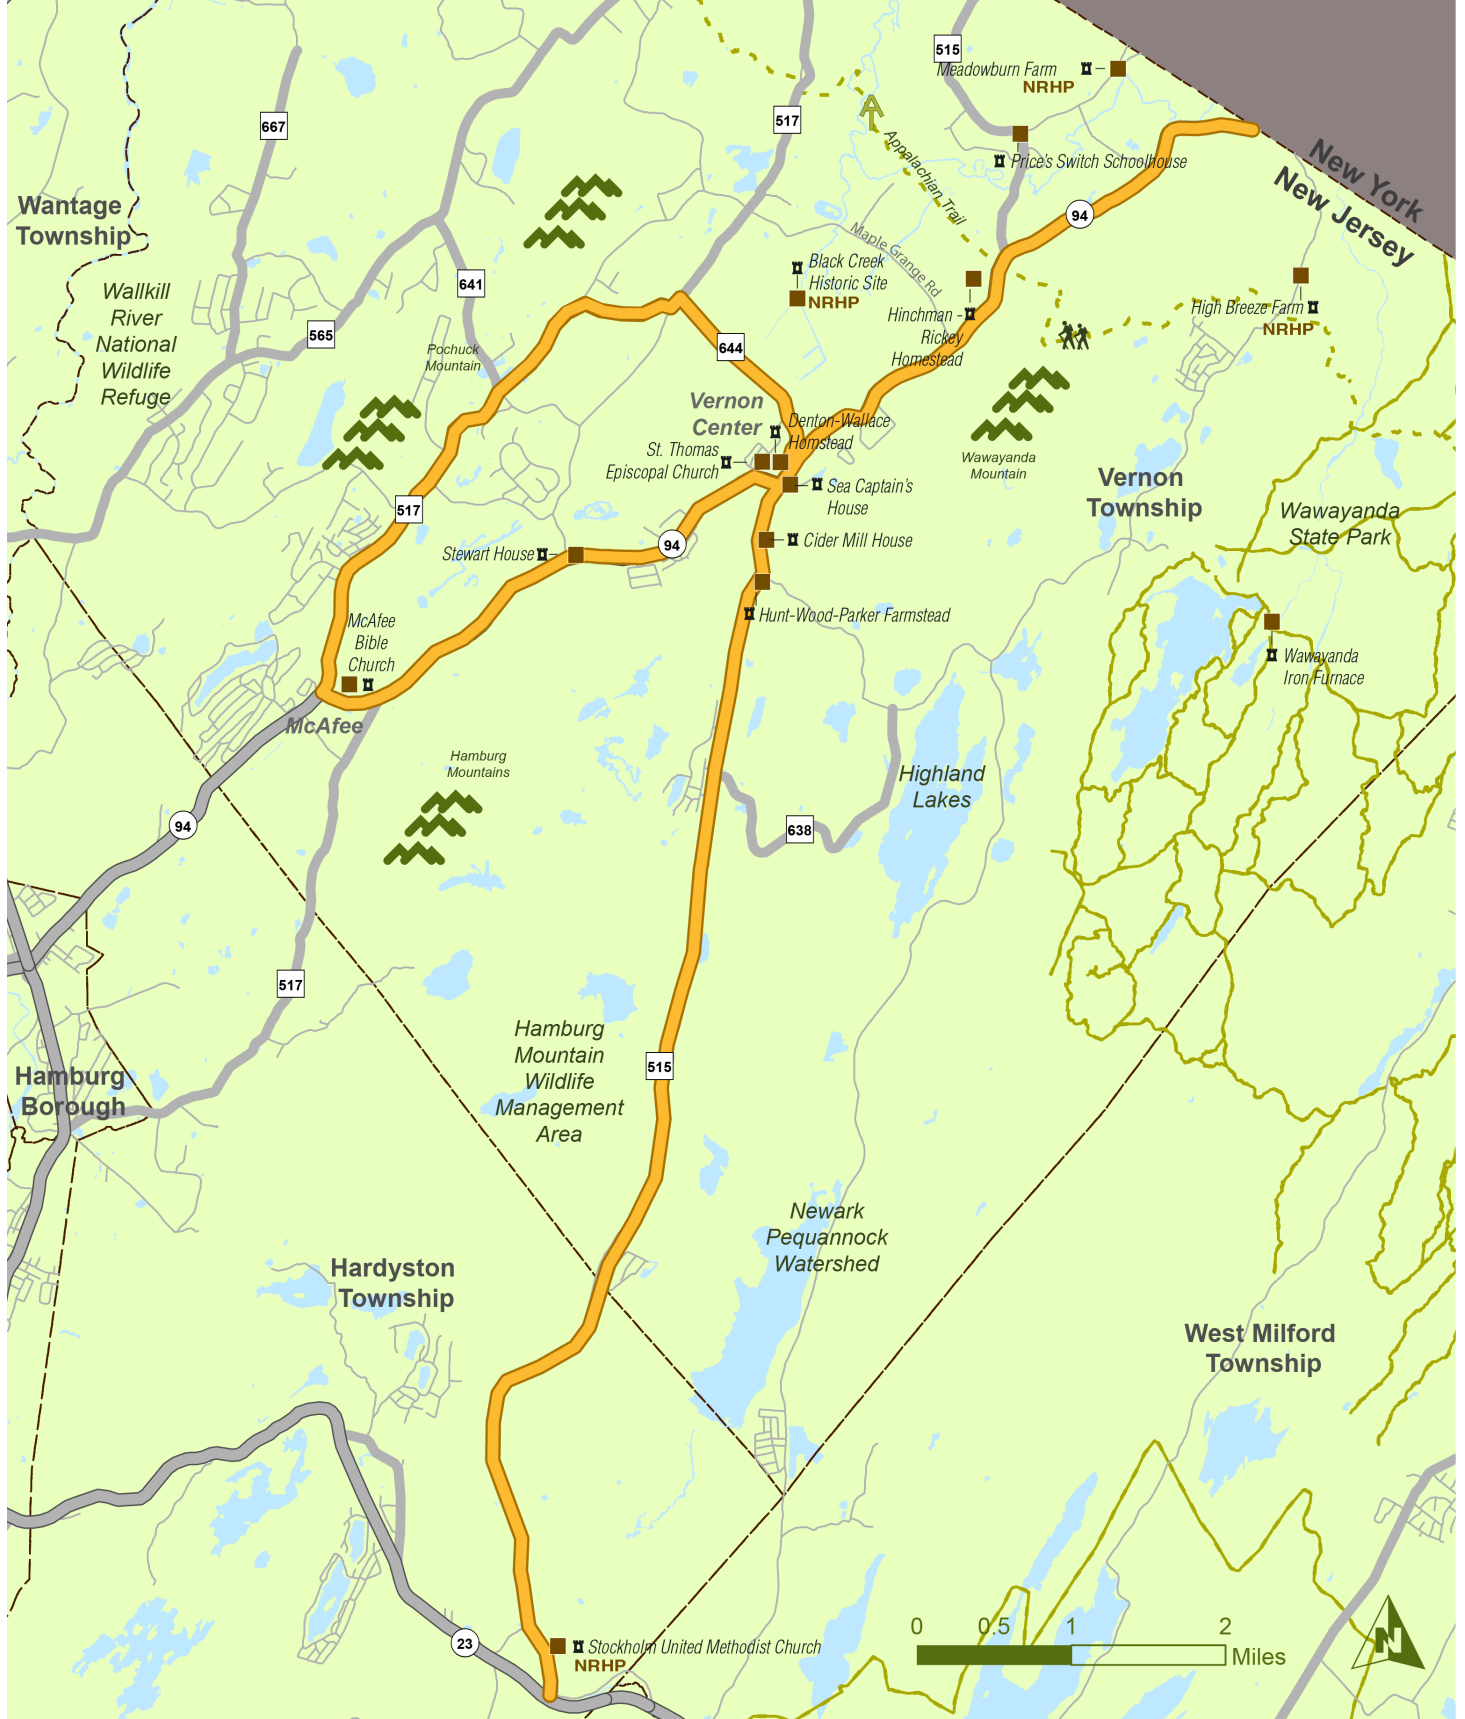 515
Meadowburn Farm
NRHP
667
517
Appalachian Trail
Price's Switch Schoolhouse
New York
New Jersey
Wantage
Township
94
Maple Grange Rd
Black Creek
Historic Site
NRHP
641
Wallkill
River
National
Wildlife
Refuge
High Breeze Farm
NRHP
Hinchman -
Rickey
Homestead
565
644
Pochuck
Mountain
Vernon
Center
Denton-Wallace
Homstead
St. Thomas
Episcopal Church
Wawayanda
Mountain
Vernon
Township
Sea Captain's
House
Wawayanda
State Park
517
Cider Mill House
94
Stewart House
Hunt-Wood-Parker Farmstead
McAfee
Bible
Church
Wawayanda
Iron Furnace
McAfee
Hamburg
Mountains
Highland
Lakes
94
638
517
Hamburg
Mountain
Wildlife
Management
Area
515
Hamburg
Borough
Newark
Pequannock
Watershed
Hardyston
Township
West Milford
Township
23
Stockholm United Methodist Church
NRHP
0 0.5 1 2
Miles
N